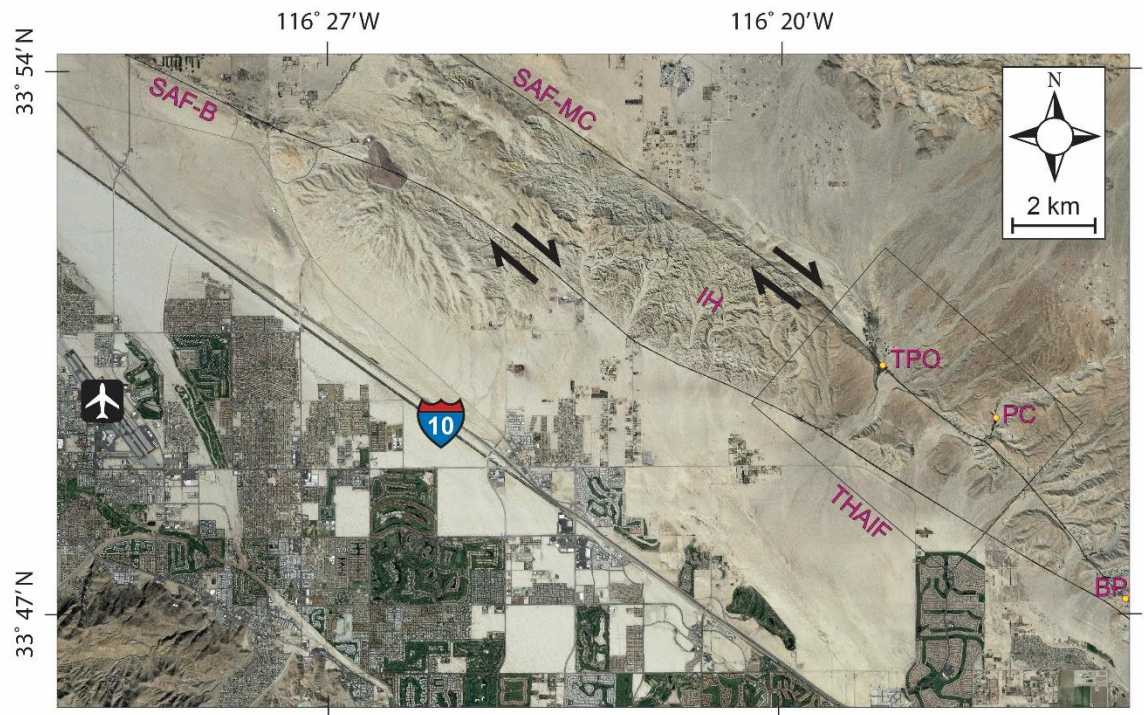 116° 27’W
116° 20’W
33° 54’N
SAF-B
SAF-MC
N
2 km
IH
TPO
10
PC
THAIF
33° 47’N
BP